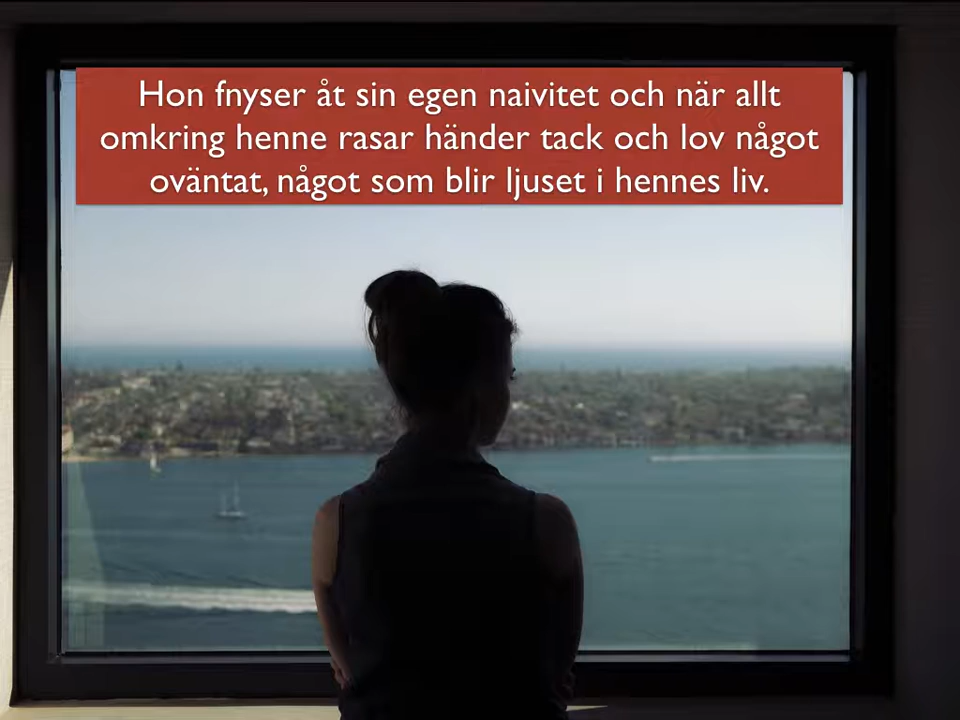 Hon fnyser åt sin egen naivitet och när allt
omkring henne rasar händer tack och lov något
oväntat, något som blir ljuset i hennes liv.